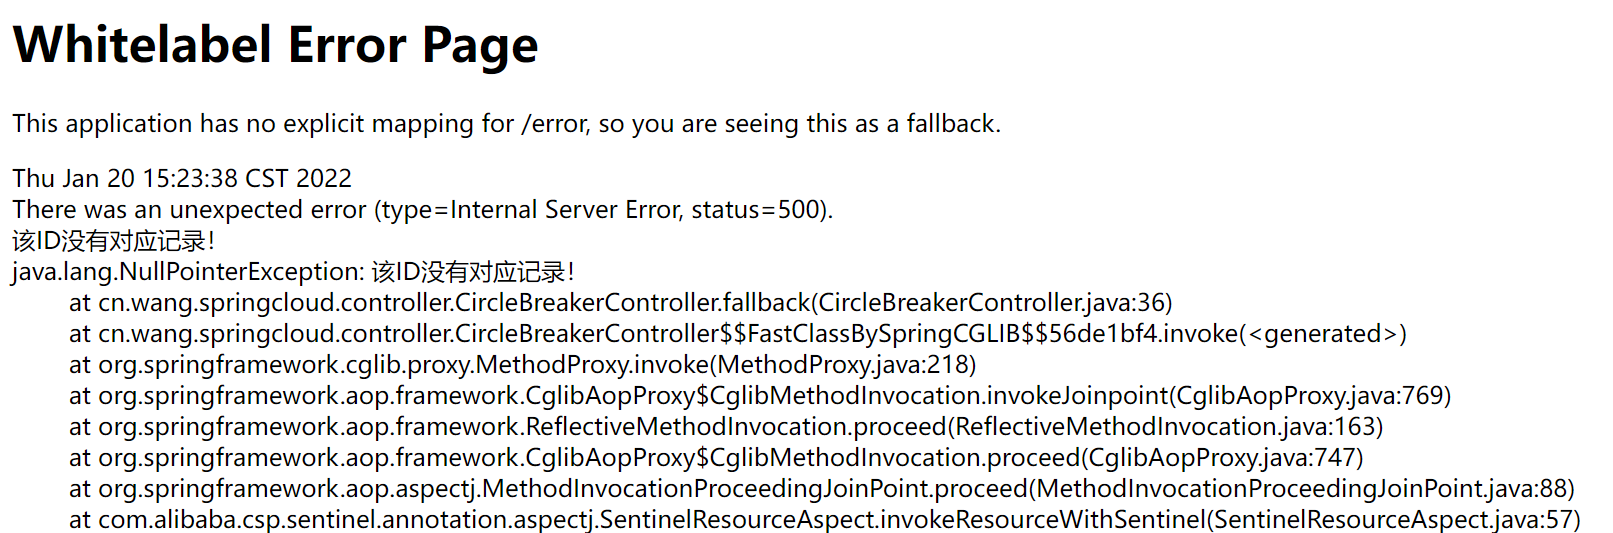 Whitelabel Error Page
This application has no explicit mapping for /error, so you are seeing this as a fallback.
Thu Jan 20 15:23:38 CST 2022
There was an unexpected error (type=Internal Server Error, status=500).
该ID没有对应记录!
java.lang.NullPointerException: 该ID没有对应记录!
at cn.wang.springcloud.controller.CircleBreakerController.fallback(CircleBreakerController.java:36)
at cn.wang.springcloud.controller.CircleBreakerController$$FastClassBySpringCGLIB$$56de1bf4.invoke(<generated>)
at org.springframework.cglib.proxy.MethodProxy.invoke(MethodProxy.java:218)
at org.springframework.aop.framework.CglibAopProxy$CglibMethodInvocation.invokeJoinpoint(CglibAopProxy.java:769)
at org.springframework.aop.framework.ReflectiveMethodInvocation.proceed(ReflectiveMethodInvocation.java:163)
at org.springframework.aop.framework.CglibAopProxy$CglibMethodInvocation.proceed(CglibAopProxy.java:747)
at org.springframework.aop.aspectj.MethodInvocationProceedingJoinPoint.proceed(MethodInvocationProceedingJoinPoint.java:88)
at com.alibaba.csp.sentinel.annotation.aspectj.SentinelResourceAspect.invokeResourceWithSentinel(SentinelResourceAspect.java:57)